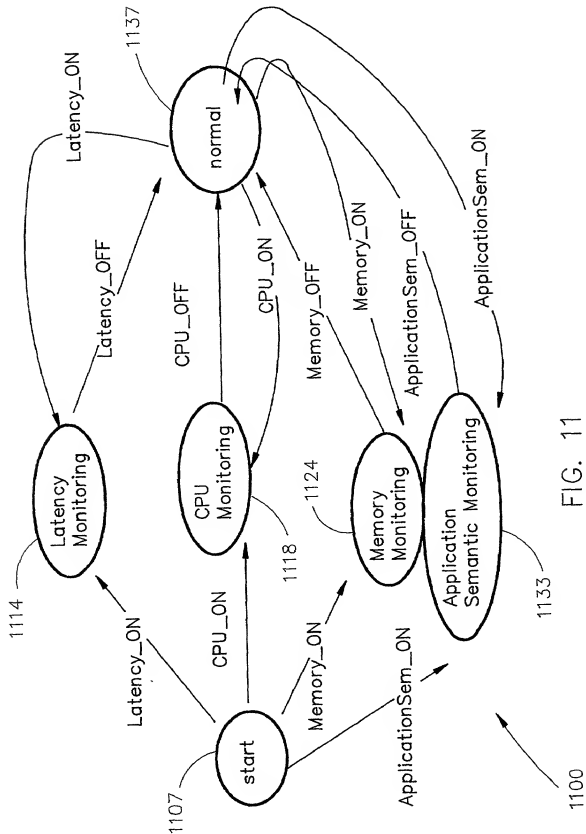 1107
start
Latency_ON
CPU_ON
Memory_ON
ApplicationSem_ON
1100
1114
Latency
Monitoring
CPU
Monitoring
1118
1124
Memory
Monitoring
Application
Semantic Monitoring
1133
Latency_ON
Latency_OFF
CPU_OFF
CPU_ON
Memory_OFF
Memory_ON
ApplicationSem_OFF
ApplicationSem_ON
normal
1137
FIG. 11